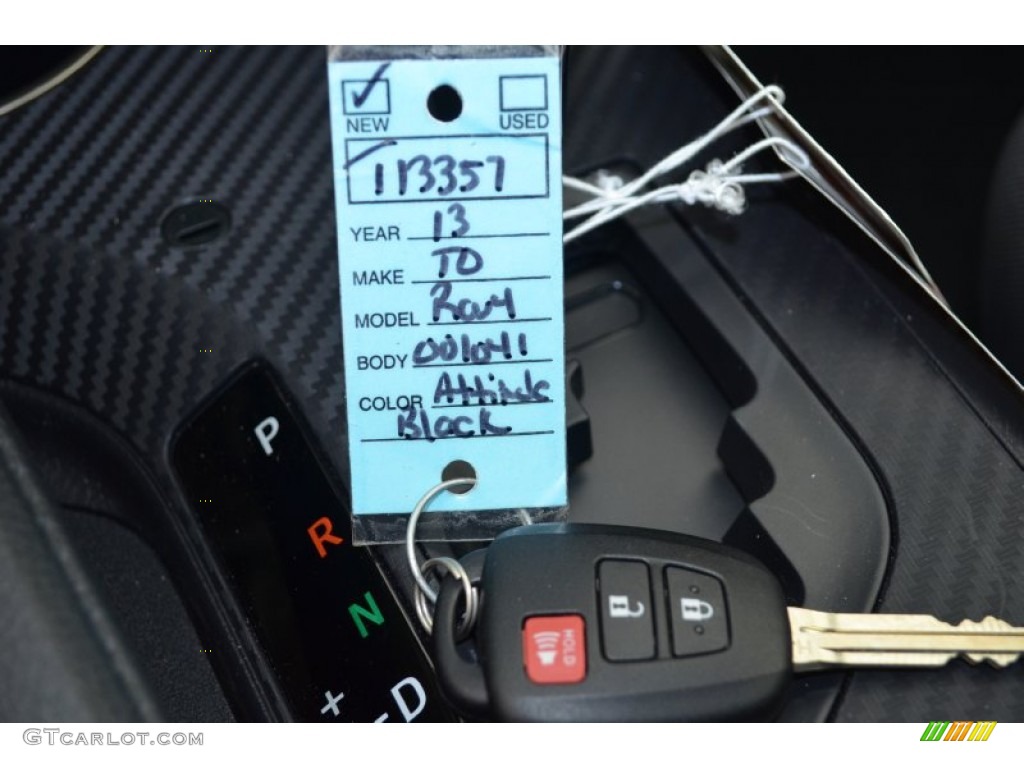 NEW USED
113357
YEAR 13
MAKE TO
MODEL Rav4
BODY 001041
COLOR Attitude
Black
P
R
N
+
- D
HOLD
GTCarLot.com